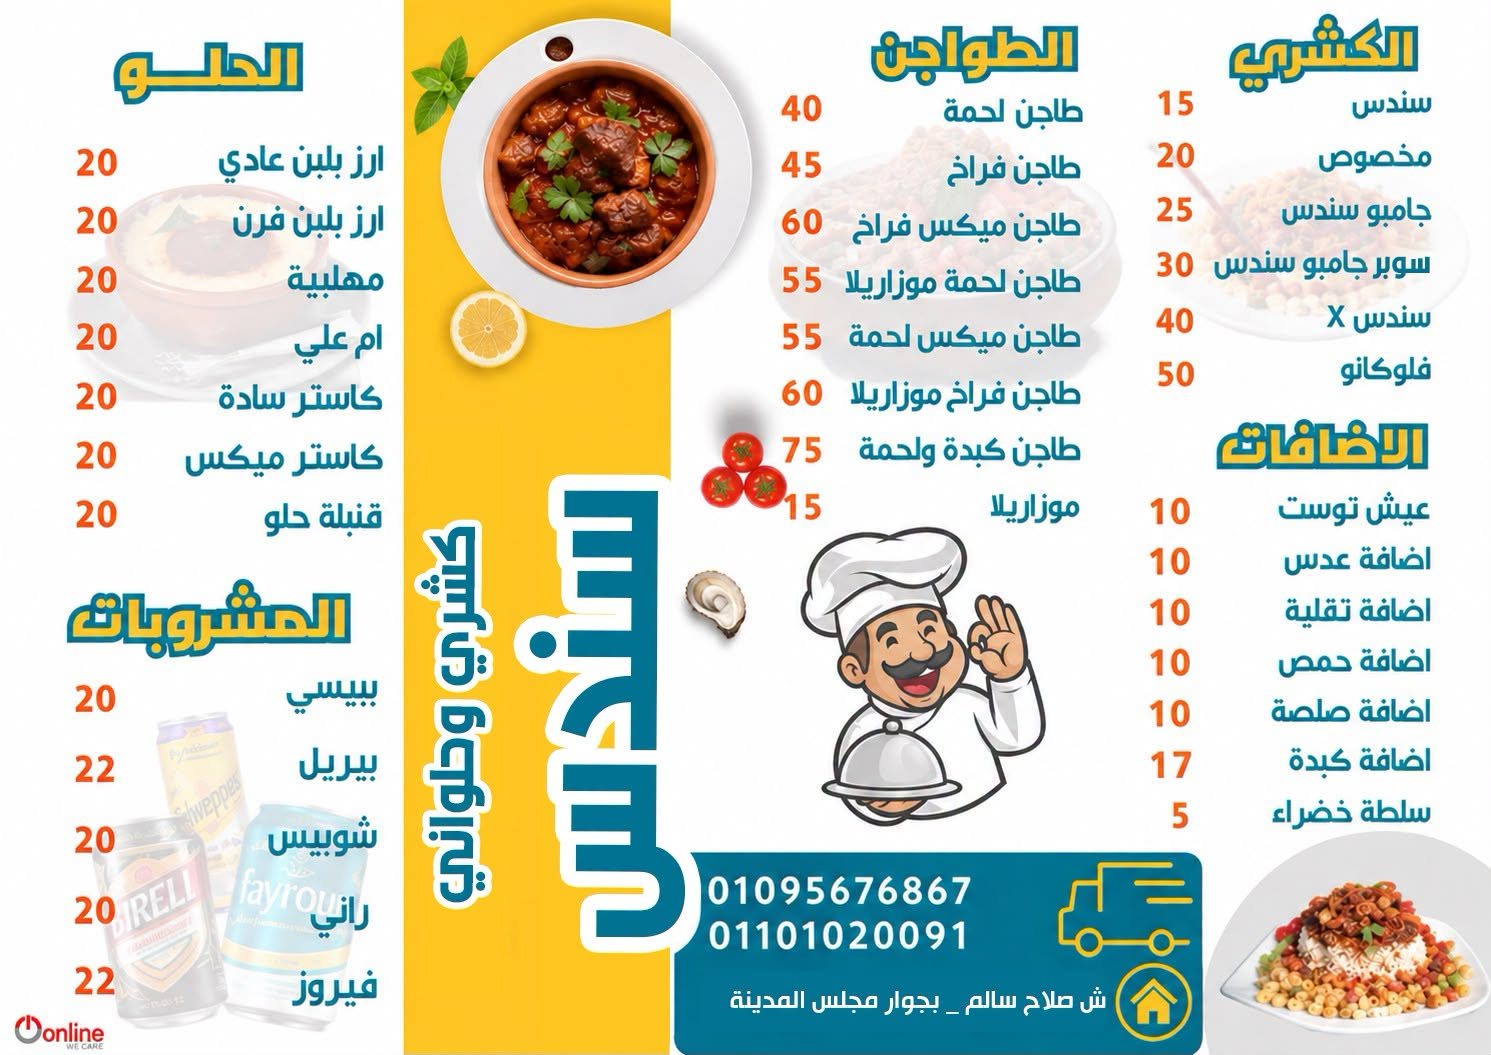 الكشري
سندس 15
مخصوص 20
جامبو سندس 25
سوبر جامبو سندس 30
سندس X 40
فلوكانو 50
الاضافات
عيش توست 10
اضافة عدس 10
اضافة تقلية 10
اضافة حمص 10
اضافة صلصة 10
اضافة كبدة 17
سلطة خضراء 5
الطواجن
طاجن لحمة 40
طاجن فراخ 45
طاجن ميكس فراخ 60
طاجن لحمة موزاريلا 55
طاجن ميكس لحمة 55
طاجن فراخ موزاريلا 60
طاجن كبدة ولحمة 75
موزاريلا 15
01095676867
01101020091
ش صلاح سالم _ بجوار مجلس المدينة
سندس
كشري وحلواني
الحلـــو
ارز بلبن عادي 20
ارز بلبن فرن 20
مهلبية 20
ام علي 20
كاستر سادة 20
كاستر ميكس 20
قنبلة حلو 20
المشروبات
ببيسي 20
بيريل 22
شوبيس 20
راني 20
فيروز 22
Schweppes
BIRELL
fayrouz
online
WE CARE